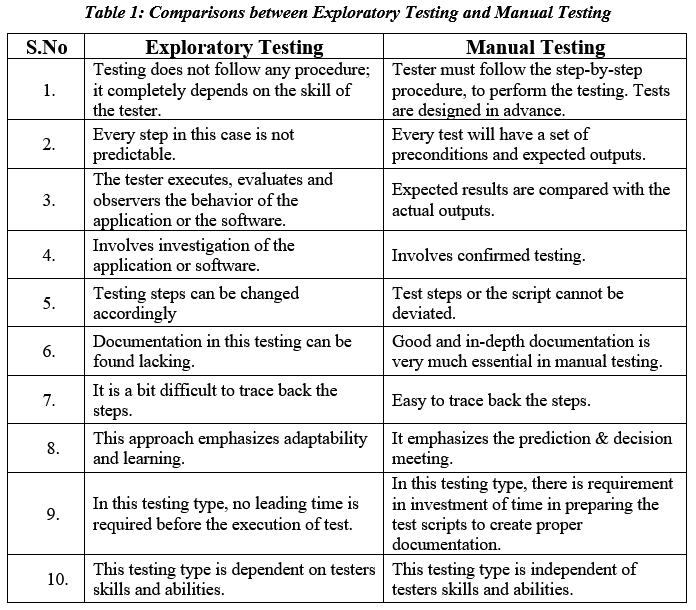 Table 1: Comparisons between Exploratory Testing and Manual Testing
S.No Exploratory Testing Manual Testing
1.
Testing does not follow any procedure;
it completely depends on the skill of
the tester.
Tester must follow the step-by-step
procedure, to perform the testing. Tests
are designed in advance.
2.
Every step in this case is not
predictable.
Every test will have a set of
preconditions and expected outputs.
3.
The tester executes, evaluates and
observers the behavior of the
application or the software.
Expected results are compared with the
actual outputs.
4.
Involves investigation of the
application or software.
Involves confirmed testing.
5.
Testing steps can be changed
accordingly
Test steps or the script cannot be
deviated.
6.
Documentation in this testing can be
found lacking.
Good and in-depth documentation is
very much essential in manual testing.
7.
It is a bit difficult to trace back the
steps.
Easy to trace back the steps.
8.
This approach emphasizes adaptability
and learning.
It emphasizes the prediction & decision
meeting.
9.
In this testing type, no leading time is
required before the execution of test.
In this testing type, there is requirement
in investment of time in preparing the
test scripts to create proper
documentation.
10.
This testing type is dependent on testers
skills and abilities.
This testing type is independent of
testers skills and abilities.